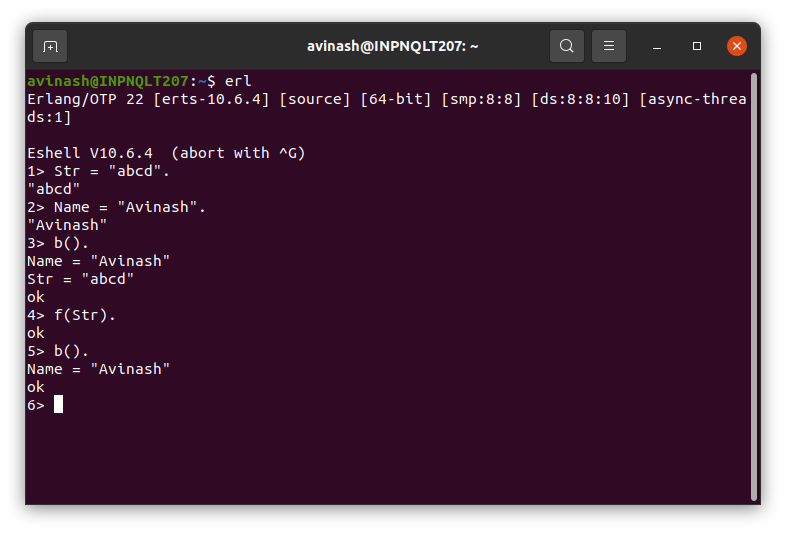 avinash@INPNQLT207: ~
avinash@INPNQLT207:~$ erl
Erlang/OTP 22 [erts-10.6.4] [source] [64-bit] [smp:8:8] [ds:8:8:10] [async-threa
ds:1]
Eshell V10.6.4  (abort with ^G)
1> Str = "abcd".
"abcd"
2> Name = "Avinash".
"Avinash"
3> b().
Name = "Avinash"
Str = "abcd"
ok
4> f(Str).
ok
5> b().
Name = "Avinash"
ok
6>